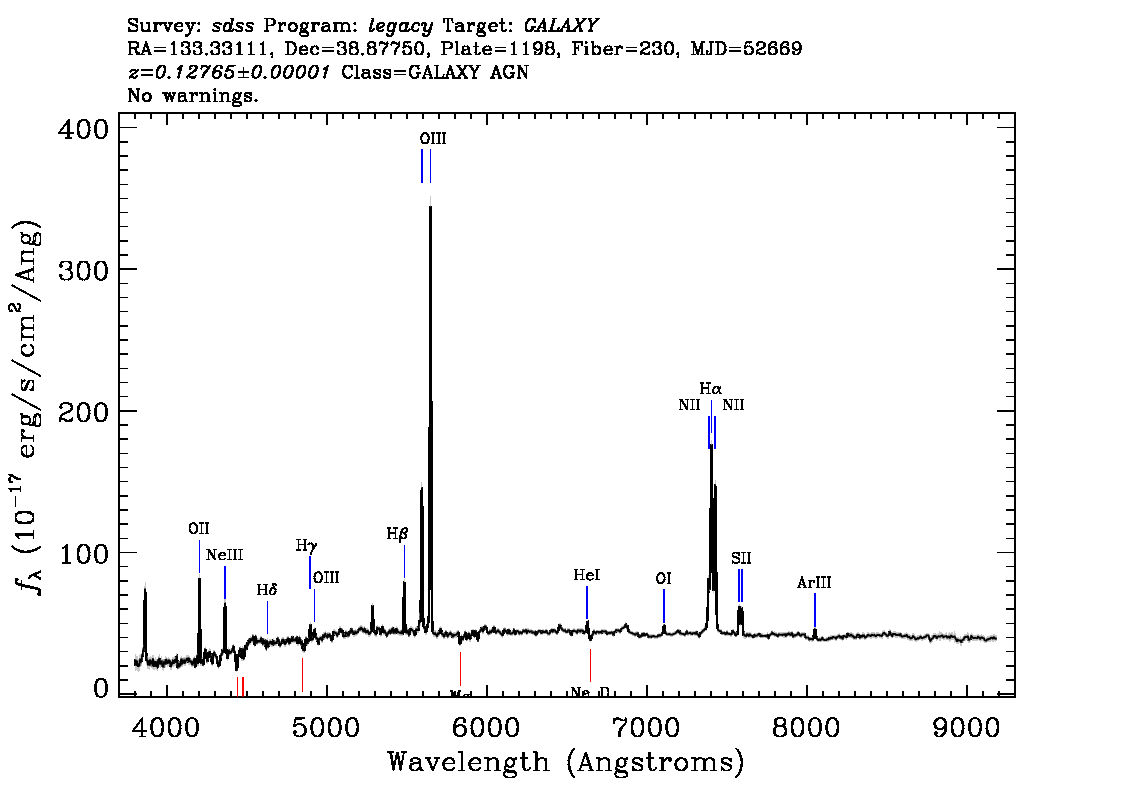 Survey: sdss Program: legacy Target: GALAXY
RA=133.33111, Dec=38.87750, Plate=1198, Fiber=230, MJD=52669
z=0.12765±0.00001 Class=GALAXY AGN
No warnings.
400
300
200
100
0
fλ (10⁻¹⁷ erg/s/cm²/Ang)
OIII
Hα
NII NII
OII
NeIII
Hδ
Hγ
OIII
Hβ
HeI
OI
SII
ArIII
4000 5000 6000 7000 8000 9000
Wavelength (Angstroms)